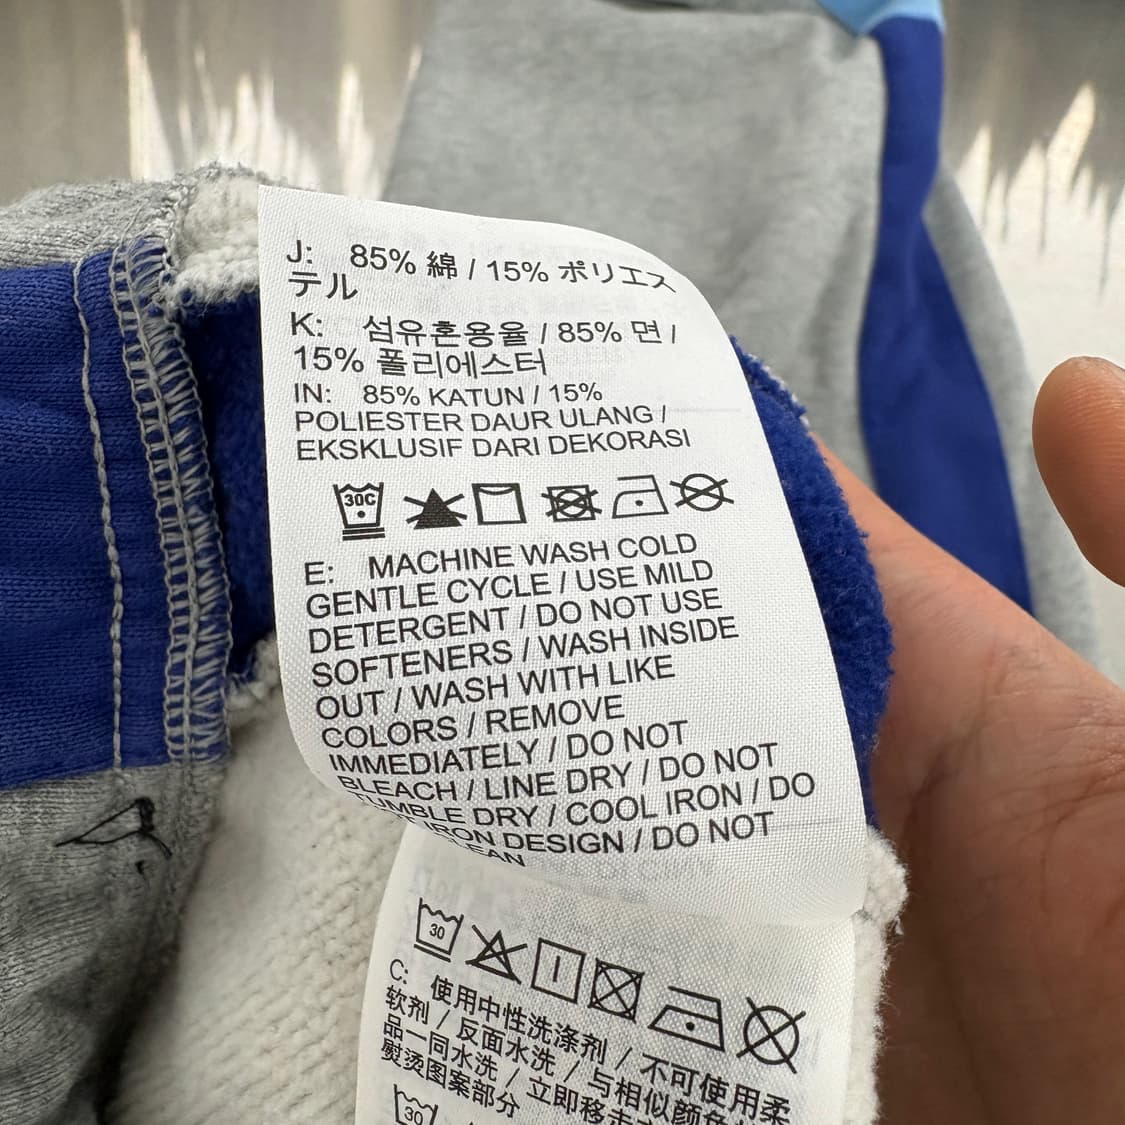 J: 85% 綿 / 15% ポリエス
テル
K: 섬유혼용율 / 85% 면 /
15% 폴리에스터
IN: 85% KATUN / 15%
POLIESTER DAUR ULANG /
EKSKLUSIF DARI DEKORASI
30C
E: MACHINE WASH COLD
GENTLE CYCLE / USE MILD
DETERGENT / DO NOT USE
SOFTENERS / WASH INSIDE
OUT / WASH WITH LIKE
COLORS / REMOVE
IMMEDIATELY / DO NOT
BLEACH / LINE DRY / DO NOT
TUMBLE DRY / COOL IRON / DO
IRON DESIGN / DO NOT
30
C: 使用中性洗涤剂 / 不可使用柔
软剂 / 反面水洗 / 与相似颜色
品一同水洗 / 立即移走
熨烫图案部分
30